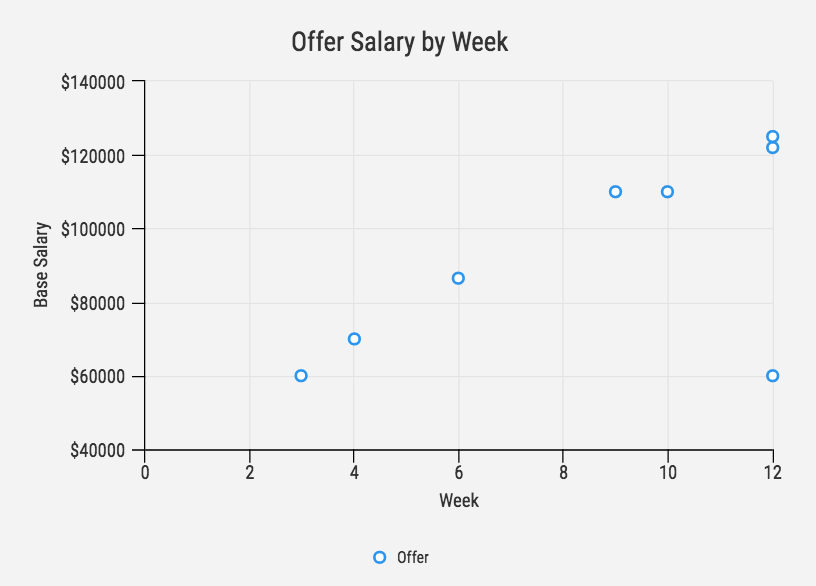 Offer Salary by Week
$140000
$120000
$100000
$80000
$60000
$40000
Base Salary
0 2 4 6 8 10 12
Week
Offer